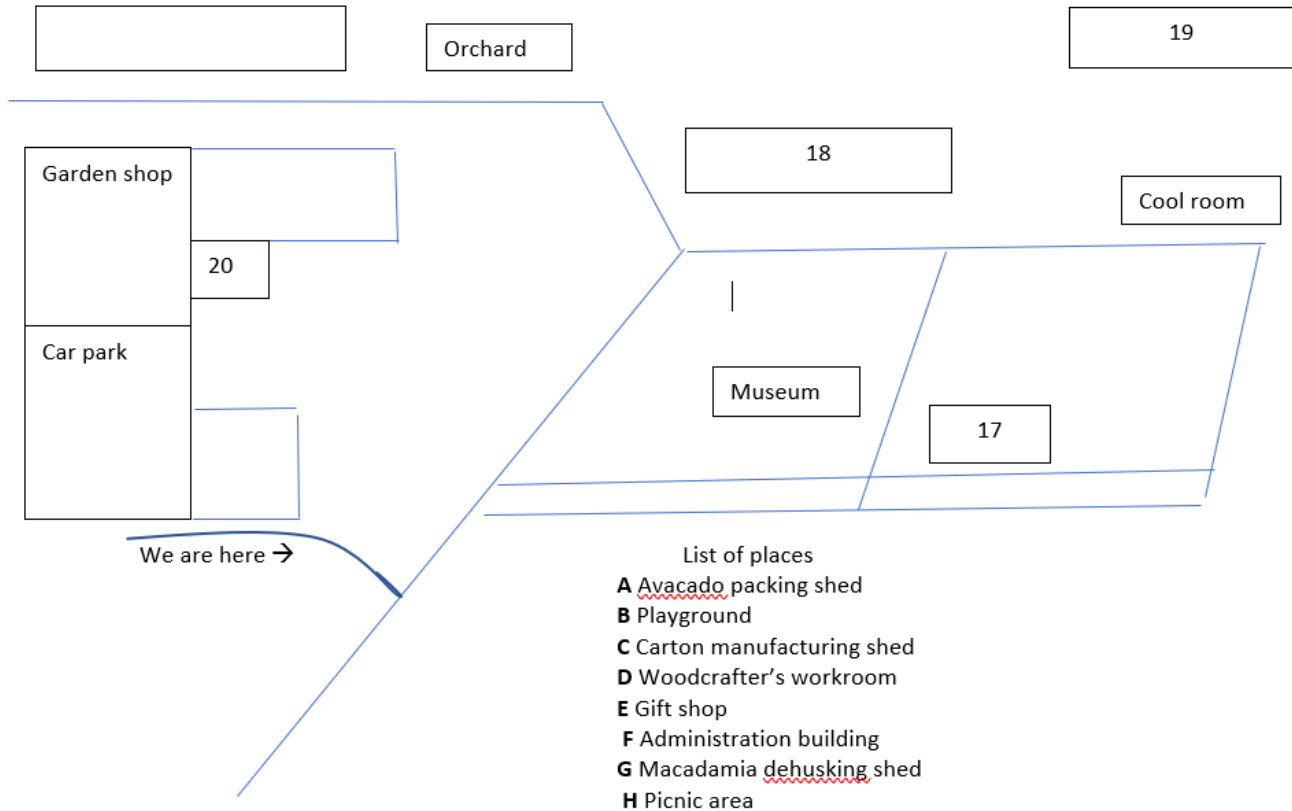 Orchard
19
18
Garden shop
Cool room
20
Car park
Museum
17
We are here →
List of places
A Avacado packing shed
B Playground
C Carton manufacturing shed
D Woodcrafter’s workroom
E Gift shop
F Administration building
G Macadamia dehusking shed
H Picnic area